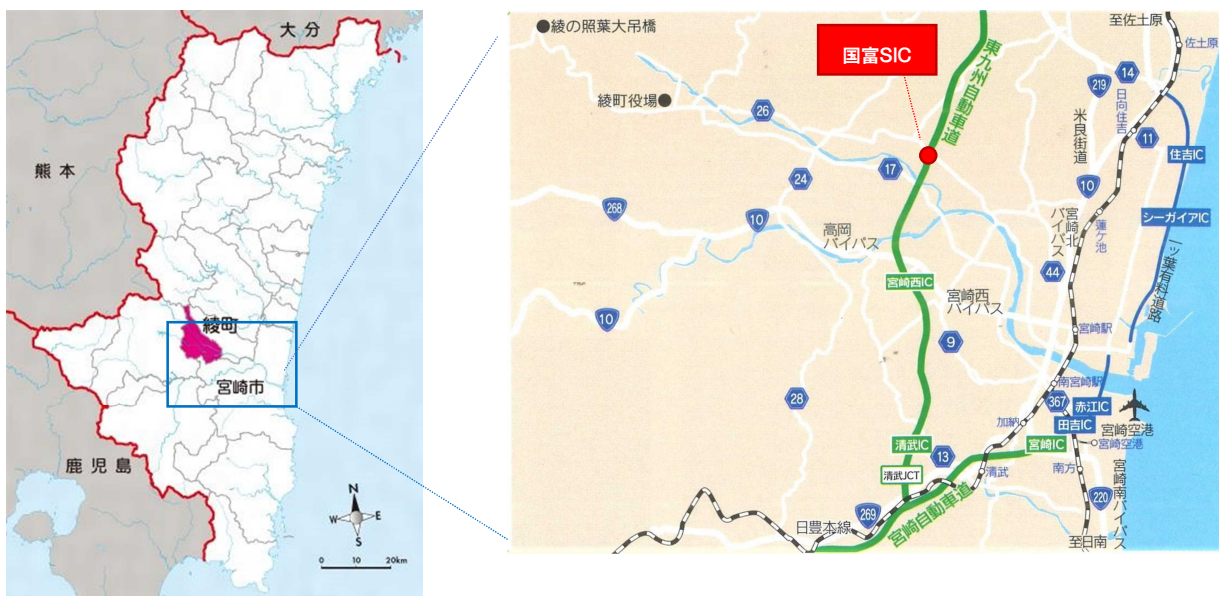 大分
熊本
綾町
宮崎市
鹿児島
N
W
E
S
0
10
20km
綾の照葉大吊橋
国富SIC
東九州自動車道
至佐土原
佐土原
綾町役場
26
219
14
日向住吉
米良街道
11
住吉IC
17
24
10
268
10
高岡
バイパス
宮崎北
バイパス
蓮ケ池
シーガイアIC
一ッ葉有料道路
44
宮崎西IC
宮崎西
バイパス
10
宮崎駅
9
南宮崎駅
28
367
赤江IC
田吉IC
宮崎空港
宮崎空港
加納
清武IC
宮崎IC
13
清武JCT
清武
南方
宮崎南バイパス
220
269
日豊本線
宮崎自動車道
至日南